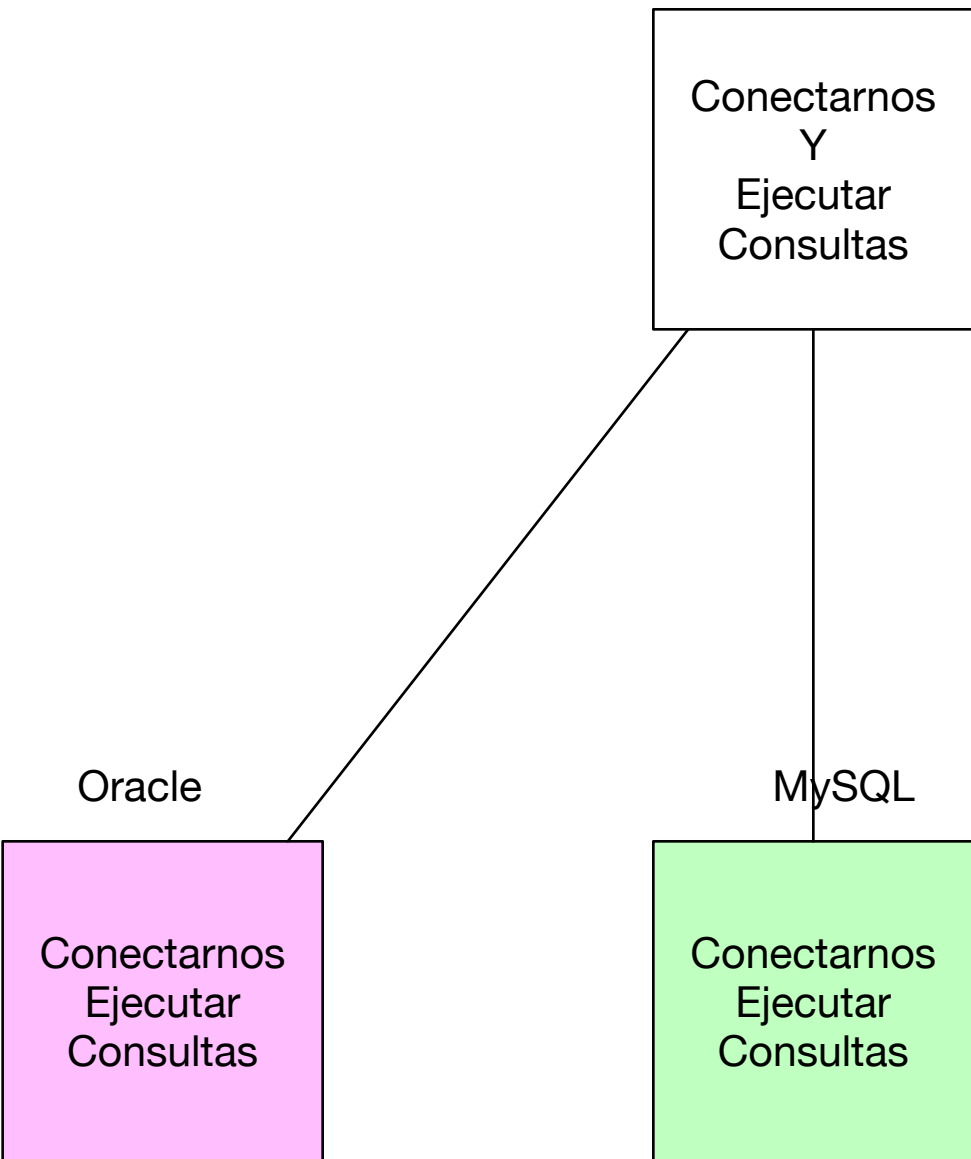 Conectarnos
Y
Ejecutar
Consultas
Oracle
MySQL
Conectarnos
Ejecutar
Consultas
Conectarnos
Ejecutar
Consultas